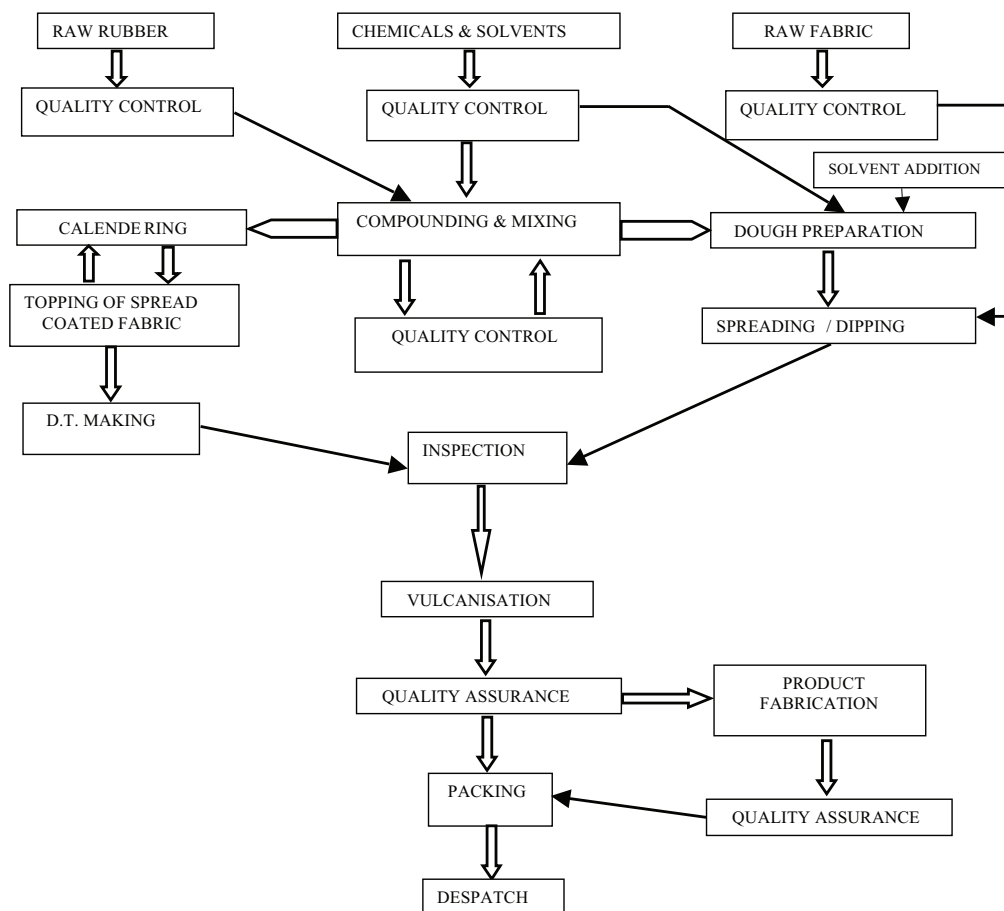 RAW RUBBER
CHEMICALS & SOLVENTS
RAW FABRIC
QUALITY CONTROL
QUALITY CONTROL
QUALITY CONTROL
SOLVENT ADDITION
CALENDE RING
COMPOUNDING & MIXING
DOUGH PREPARATION
TOPPING OF SPREAD
COATED FABRIC
QUALITY CONTROL
SPREADING / DIPPING
D.T. MAKING
INSPECTION
VULCANISATION
QUALITY ASSURANCE
PRODUCT
FABRICATION
PACKING
QUALITY ASSURANCE
DESPATCH